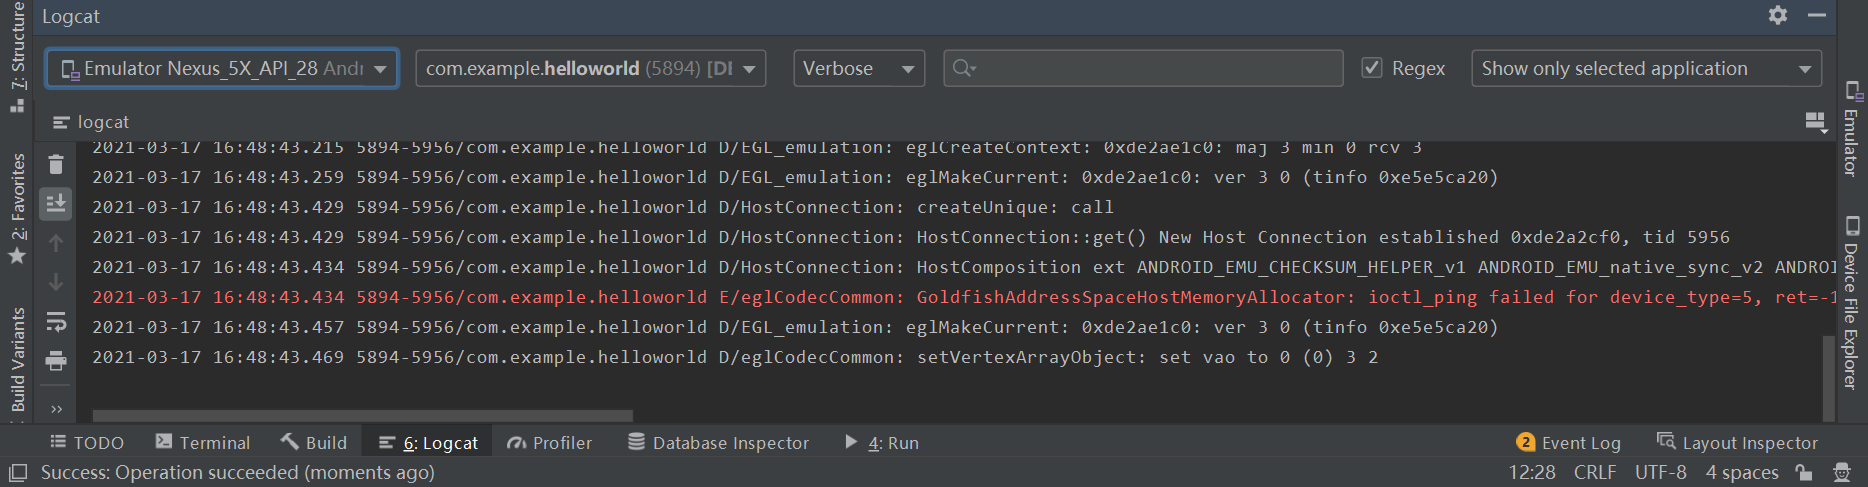 Logcat
7: Structure
Emulator Nexus_5X_API_28 Andr
com.example.helloworld (5894) [DE
Verbose
Regex
Show only selected application
logcat
2021-03-17 16:48:43.215 5894-5956/com.example.helloworld D/EGL_emulation: eglCreateContext: 0xde2ae1c0: maj 3 min 0 rcv 3
2021-03-17 16:48:43.259 5894-5956/com.example.helloworld D/EGL_emulation: eglMakeCurrent: 0xde2ae1c0: ver 3 0 (tinfo 0xe5e5ca20)
2021-03-17 16:48:43.429 5894-5956/com.example.helloworld D/HostConnection: createUnique: call
2021-03-17 16:48:43.429 5894-5956/com.example.helloworld D/HostConnection: HostConnection::get() New Host Connection established 0xde2a2cf0, tid 5956
2021-03-17 16:48:43.434 5894-5956/com.example.helloworld D/HostConnection: HostComposition ext ANDROID_EMU_CHECKSUM_HELPER_v1 ANDROID_EMU_native_sync_v2 ANDROI
2021-03-17 16:48:43.434 5894-5956/com.example.helloworld E/eglCodecCommon: GoldfishAddressSpaceHostMemoryAllocator: ioctl_ping failed for device_type=5, ret=-1
2021-03-17 16:48:43.457 5894-5956/com.example.helloworld D/EGL_emulation: eglMakeCurrent: 0xde2ae1c0: ver 3 0 (tinfo 0xe5e5ca20)
2021-03-17 16:48:43.469 5894-5956/com.example.helloworld D/eglCodecCommon: setVertexArrayObject: set vao to 0 (0) 3 2
2: Favorites
Build Variants
Emulator
Device File Explorer
TODO
Terminal
Build
6: Logcat
Profiler
Database Inspector
4: Run
2 Event Log
Layout Inspector
Success: Operation succeeded (moments ago)
12:28 CRLF UTF-8 4 spaces